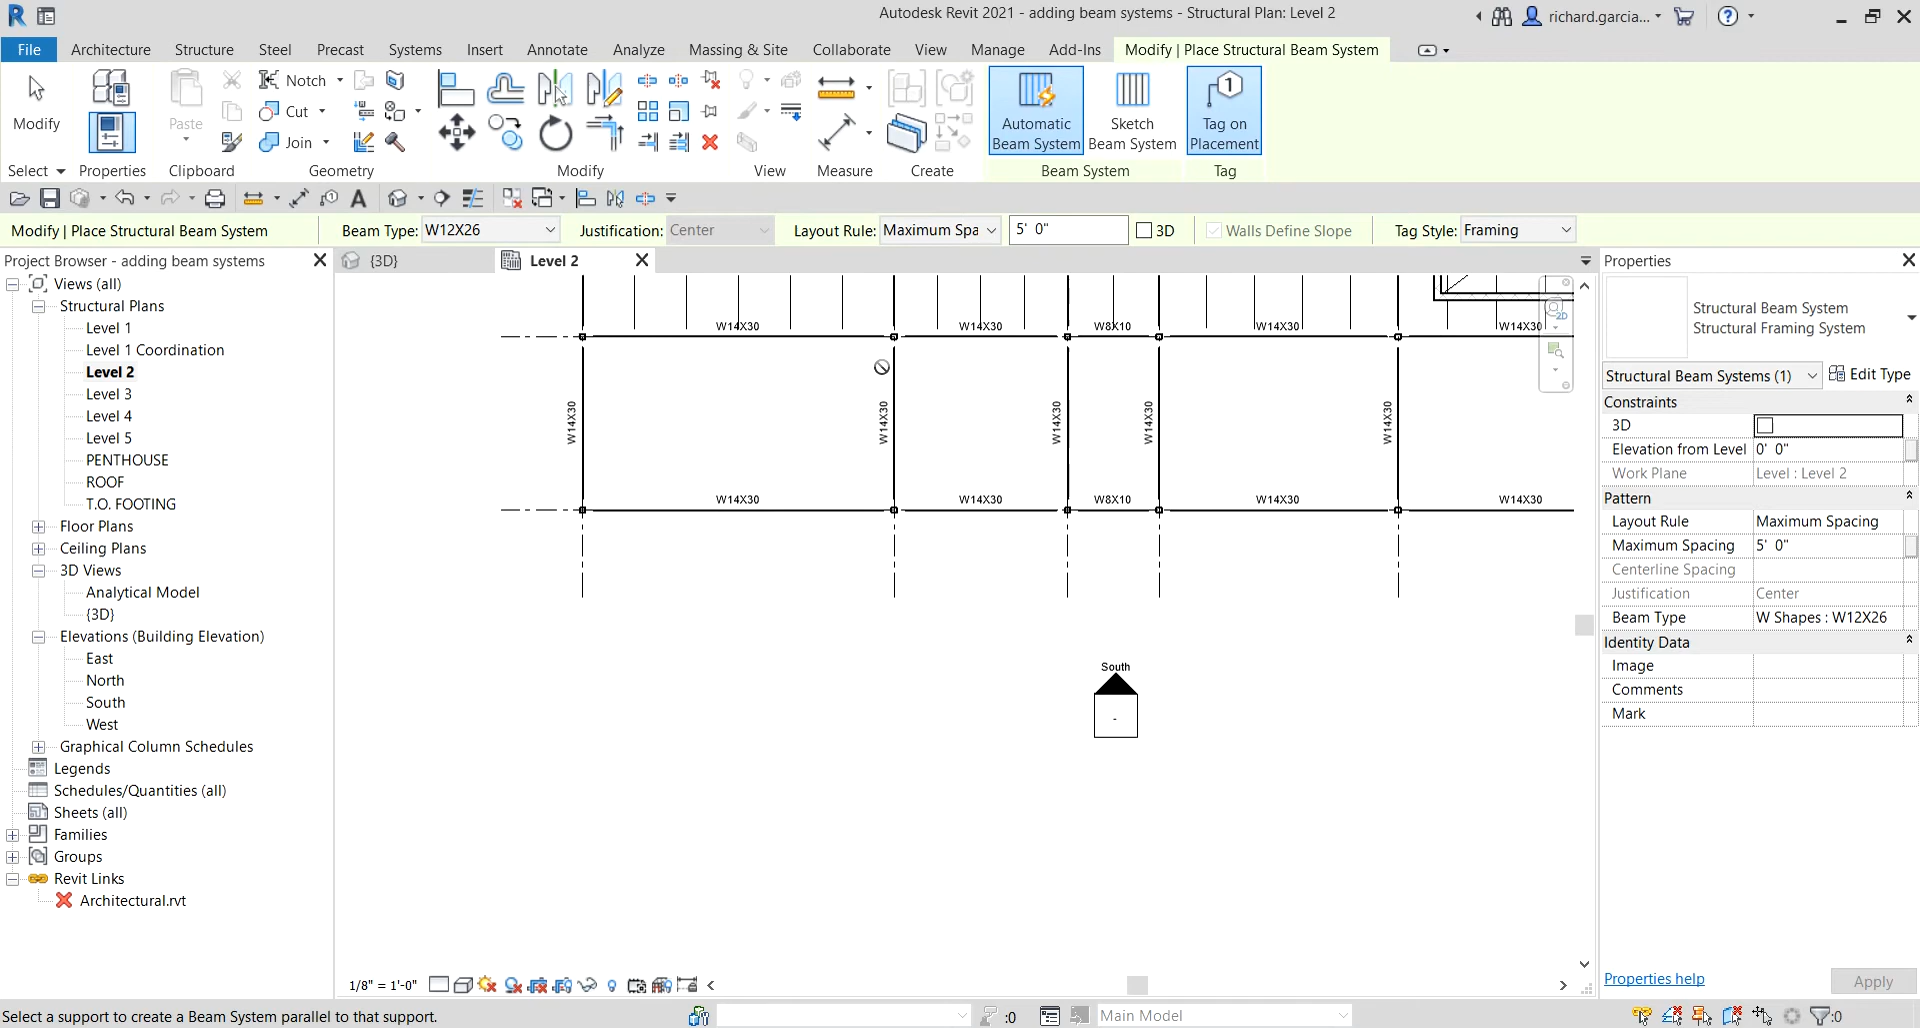 Autodesk Revit 2021 - adding beam systems - Structural Plan: Level 2
richard.garcia...
File Architecture Structure Steel Precast Systems Insert Annotate Analyze Massing & Site Collaborate View Manage Add-Ins Modify | Place Structural Beam System
Modify
Paste
Notch
Cut
Join
Automatic Beam System
Sketch Beam System
Tag on Placement
Select Properties Clipboard Geometry Modify View Measure Create Beam System Tag
Modify | Place Structural Beam System Beam Type: W12X26 Justification: Center Layout Rule: Maximum Spa 5' 0" 3D Walls Define Slope Tag Style: Framing
Project Browser - adding beam systems
{3D}
Level 2
Properties
Views (all)
Structural Plans
Level 1
Level 1 Coordination
Level 2
Level 3
Level 4
Level 5
PENTHOUSE
ROOF
T.O. FOOTING
Floor Plans
Ceiling Plans
3D Views
Analytical Model
{3D}
Elevations (Building Elevation)
East
North
South
West
Graphical Column Schedules
Legends
Schedules/Quantities (all)
Sheets (all)
Families
Groups
Revit Links
Architectural.rvt
2D
W14X30 W14X30 W8X10 W14X30 W14X30
W14X30 W14X30 W14X30 W14X30 W14X30
W14X30 W14X30 W8X10 W14X30 W14X30
South
-
Structural Beam System
Structural Framing System
Structural Beam Systems (1) Edit Type
Constraints
3D
Elevation from Level 0' 0"
Work Plane Level : Level 2
Pattern
Layout Rule Maximum Spacing
Maximum Spacing 5' 0"
Centerline Spacing
Justification Center
Beam Type W Shapes : W12X26
Identity Data
Image
Comments
Mark
Properties help Apply
1/8" = 1'-0"
Select a support to create a Beam System parallel to that support. :0 Main Model :0